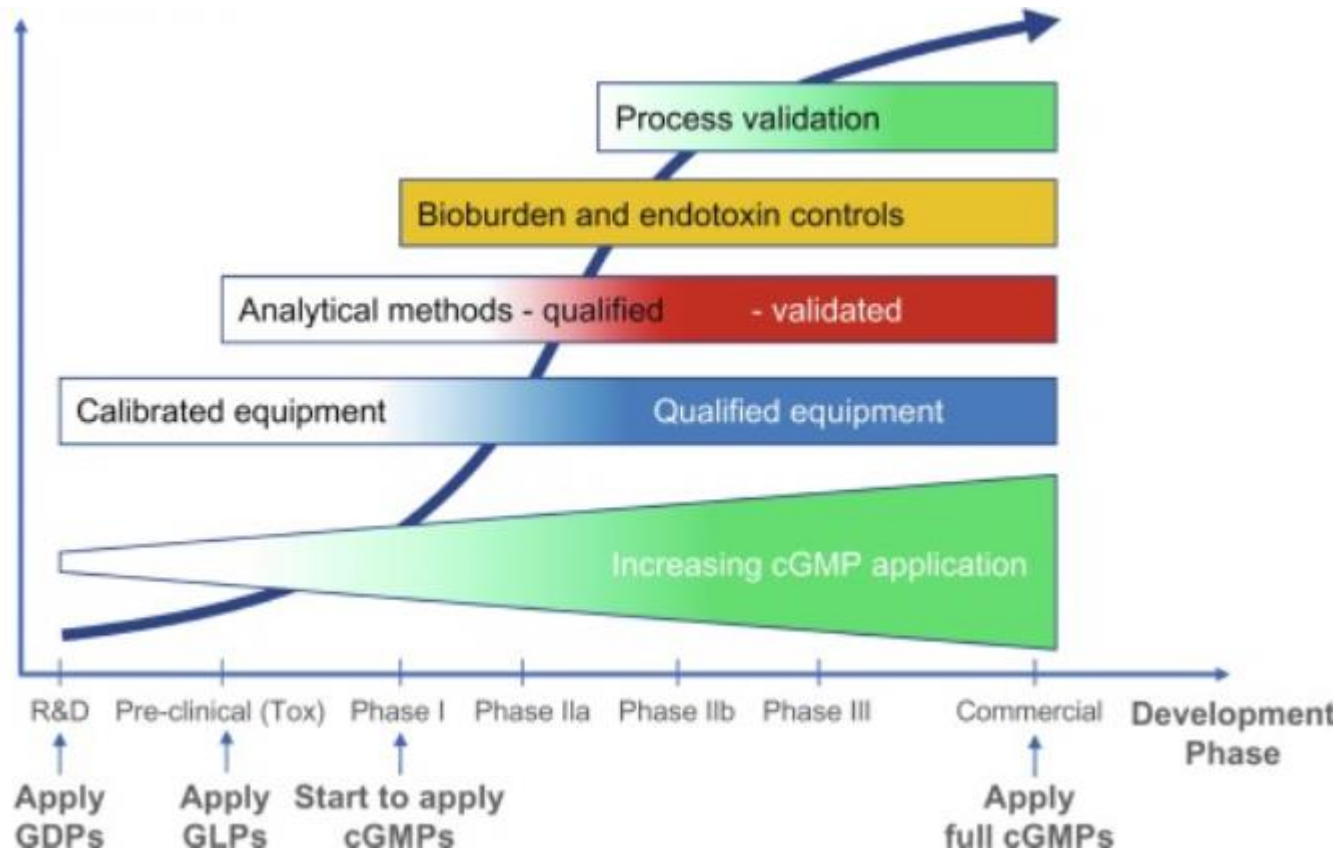 Process validation
Bioburden and endotoxin controls
Analytical methods - qualified - validated
Calibrated equipment Qualified equipment
Increasing cGMP application
R&D Pre-clinical (Tox) Phase I Phase IIa Phase IIb Phase III Commercial
Development
Phase
Apply
GDPs
Apply
GLPs
Start to apply
cGMPs
Apply
full cGMPs